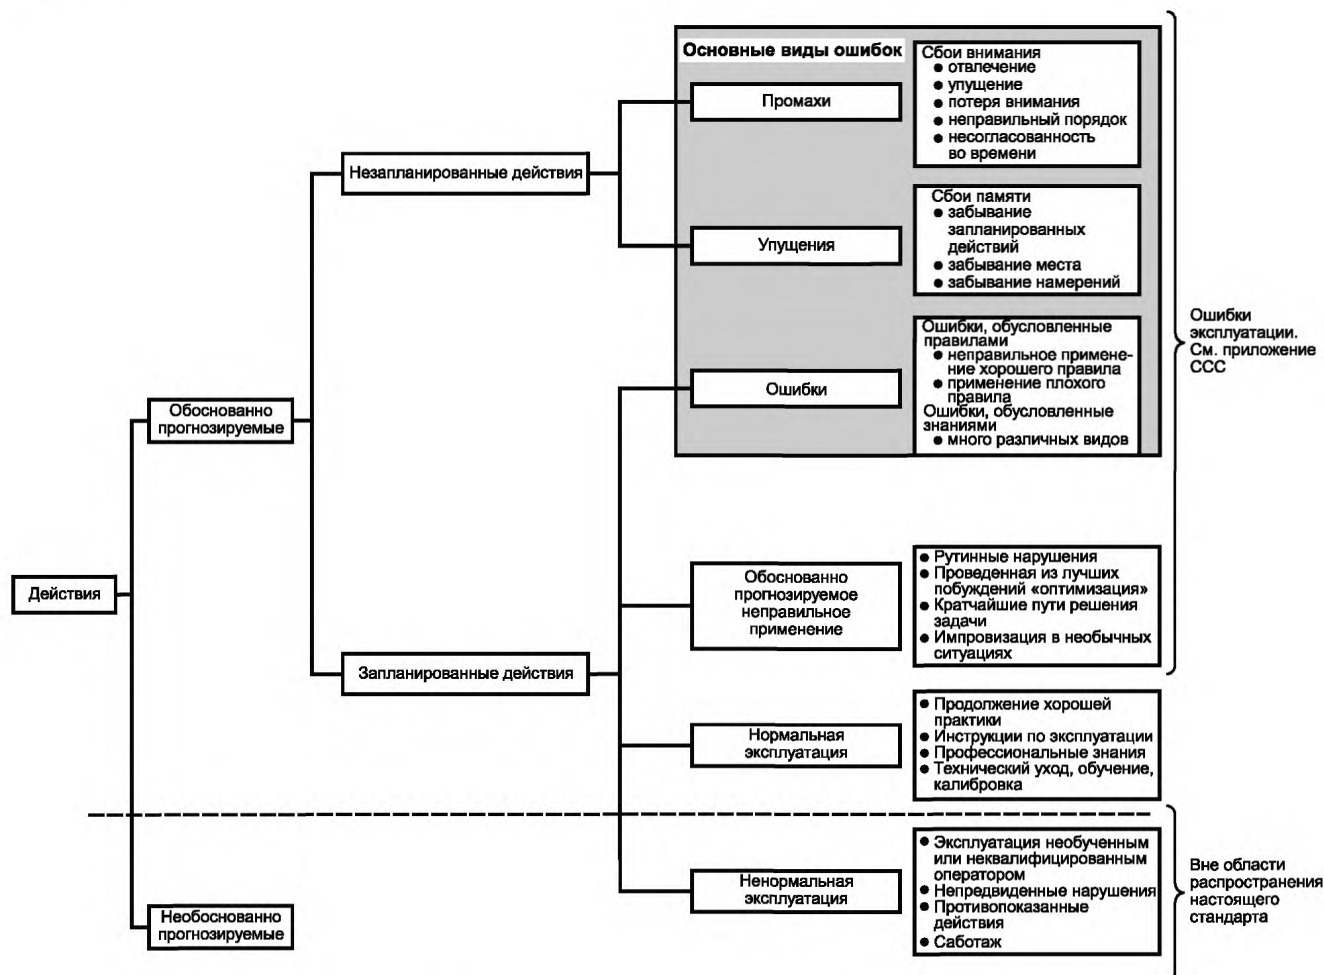 Основные виды ошибок
Промахи
Сбои внимания
● отвлечение
● упущение
● потеря внимания
● неправильный порядок
● несогласованность
во времени
Незапланированные действия
Упущения
Сбои памяти
● забывание
запланированных
действий
● забывание места
● забывание намерений
Ошибки
эксплуатации.
См. приложение
ССС
Ошибки
Ошибки, обусловленные
правилами
● неправильное примене-
ние хорошего правила
● применение плохого
правила
Ошибки, обусловленные
знаниями
● много различных видов
Обоснованно
прогнозируемые
Действия
Обоснованно
прогнозируемое
неправильное
применение
● Рутинные нарушения
● Проведенная из лучших
побуждений «оптимизация»
● Кратчайшие пути решения
задачи
● Импровизация в необычных
ситуациях
Запланированные действия
Нормальная
эксплуатация
● Продолжение хорошей
практики
● Инструкции по эксплуатации
● Профессиональные знания
● Технический уход, обучение,
калибровка
Ненормальная
эксплуатация
● Эксплуатация необученным
или неквалифицированным
оператором
● Непредвиденные нарушения
● Противопоказанные
действия
● Саботаж
Вне области
распространения
настоящего
стандарта
Необоснованно
прогнозируемые